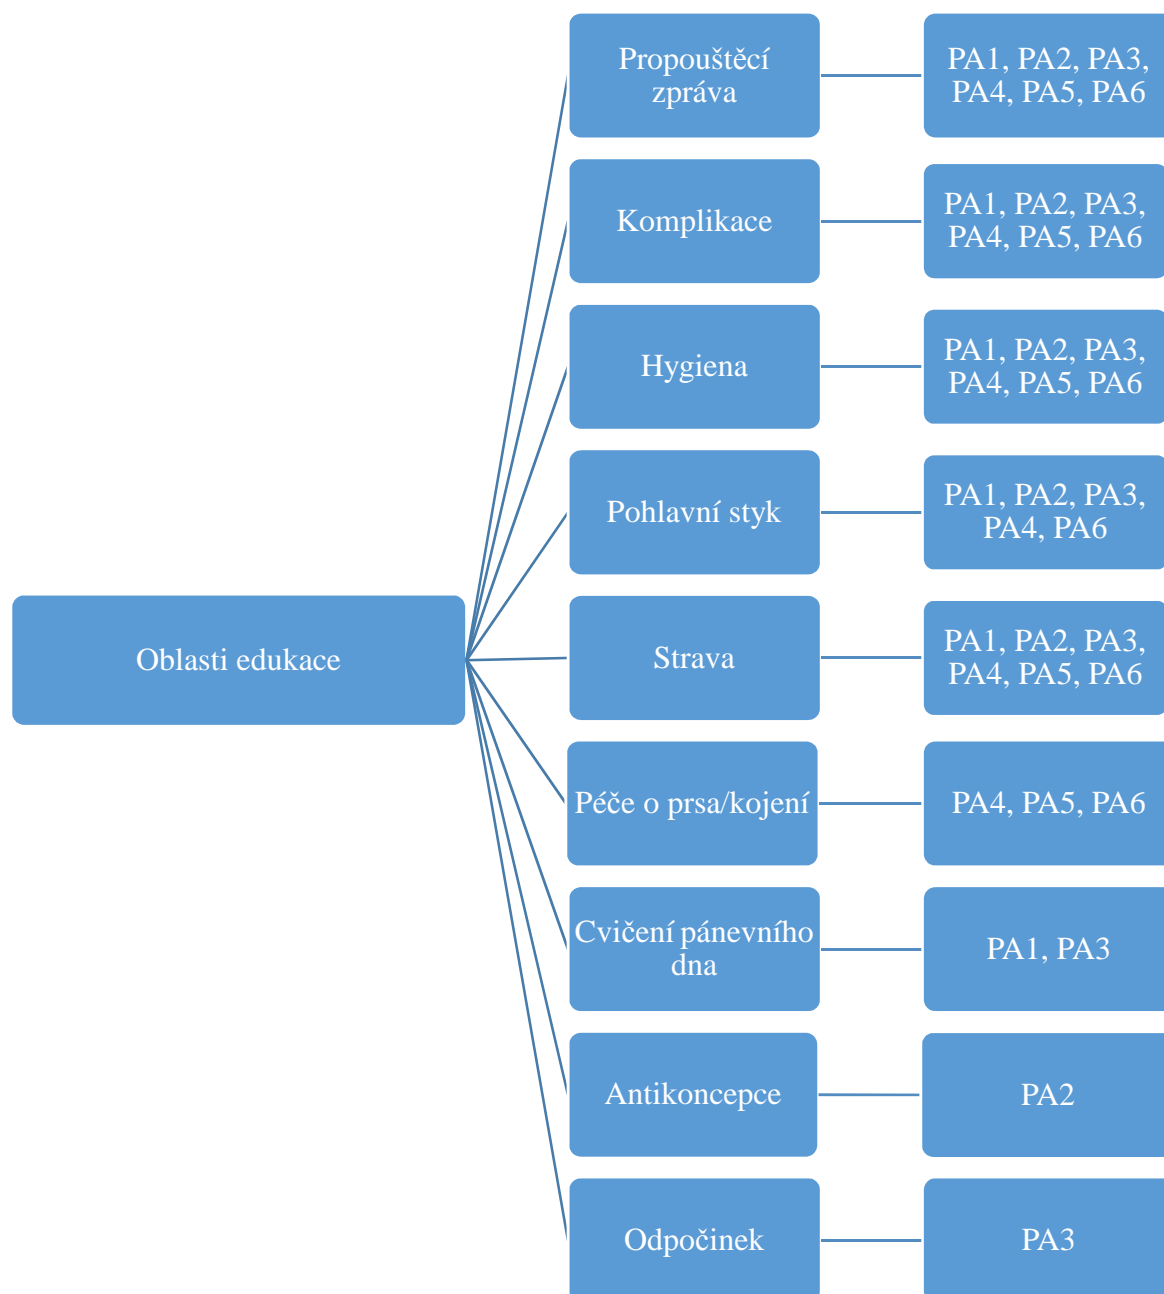 Propouštěcí
zpráva
PA1, PA2, PA3,
PA4, PA5, PA6
Komplikace
PA1, PA2, PA3,
PA4, PA5, PA6
Hygiena
PA1, PA2, PA3,
PA4, PA5, PA6
Pohlavní styk
PA1, PA2, PA3,
PA4, PA6
Oblasti edukace
Strava
PA1, PA2, PA3,
PA4, PA5, PA6
Péče o prsa/kojení
PA4, PA5, PA6
Cvičení pánevního
dna
PA1, PA3
Antikoncepce
PA2
Odpočinek
PA3